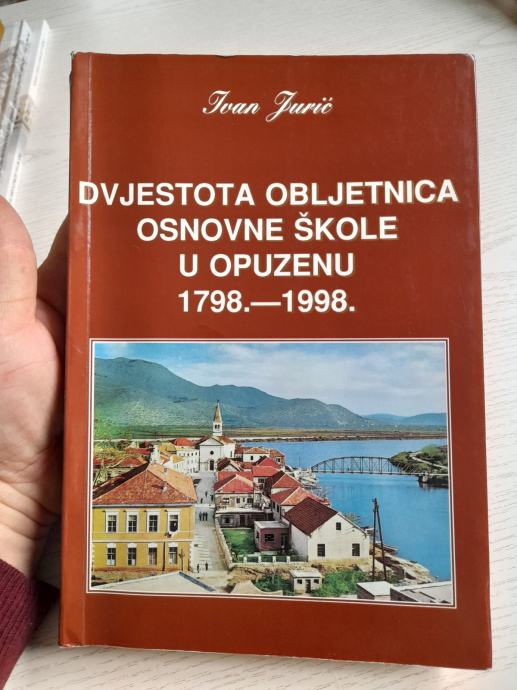 Ivan Jurić
DVJESTOTA OBLJETNICA
OSNOVNE ŠKOLE
U OPUZENU
1798.—1998.